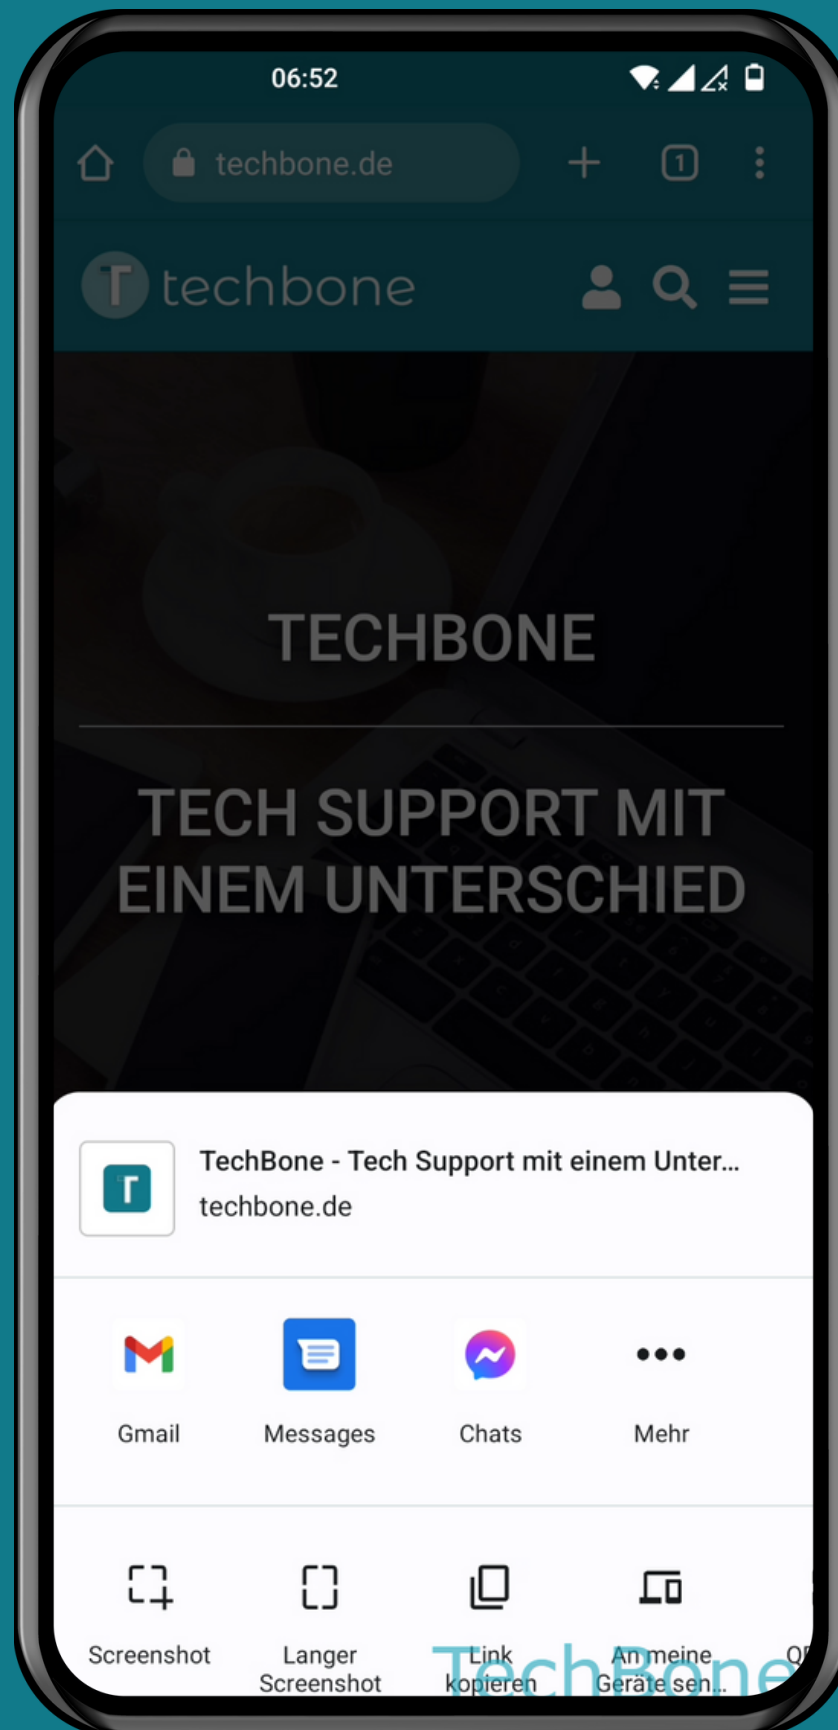 06:52
techbone.de
1
T techbone
TECHBONE
TECH SUPPORT MIT
EINEM UNTERSCHIED
T
TechBone - Tech Support mit einem Unter...
techbone.de
Gmail
Messages
Chats
Mehr
Screenshot
Langer
Screenshot
Link
kopieren
An meine
Geräte sen...
TechBone